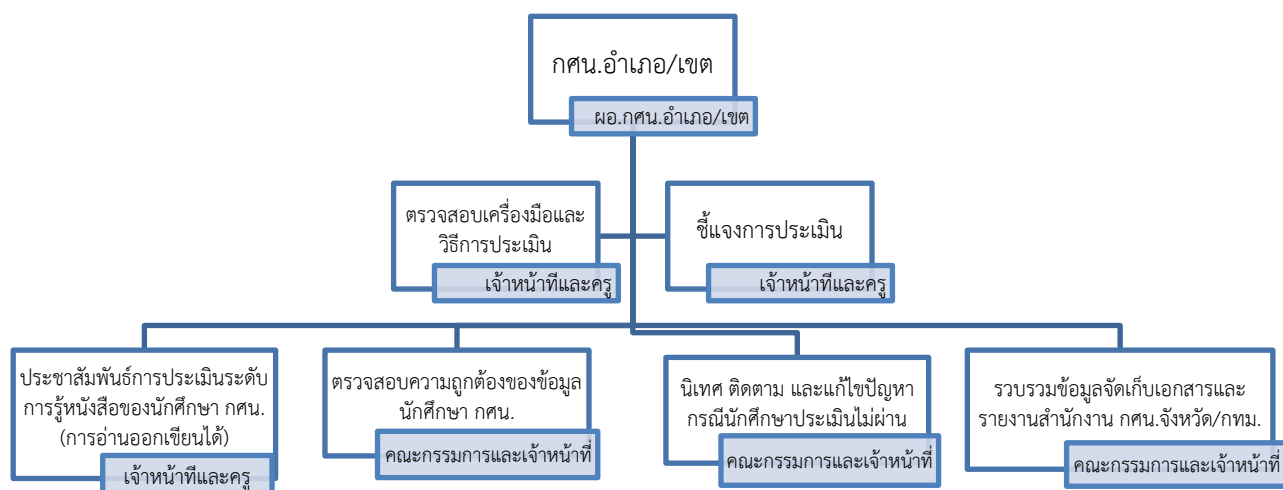 กศน.อำเภอ/เขต
ผอ.กศน.อำเภอ/เขต
ตรวจสอบเครื่องมือและ
วิธีการประเมิน
เจ้าหน้าที่และครู
ชี้แจงการประเมิน
เจ้าหน้าที่และครู
ประชาสัมพันธ์การประเมินระดับ
การรู้หนังสือของนักศึกษา กศน.
(การอ่านออกเขียนได้)
เจ้าหน้าที่และครู
ตรวจสอบความถูกต้องของข้อมูล
นักศึกษา กศน.
คณะกรรมการและเจ้าหน้าที่
นิเทศ ติดตาม และแก้ไขปัญหา
กรณีนักศึกษาประเมินไม่ผ่าน
คณะกรรมการและเจ้าหน้าที่
รวบรวมข้อมูลจัดเก็บเอกสารและ
รายงานสำนักงาน กศน.จังหวัด/กทม.
คณะกรรมการและเจ้าหน้าที่